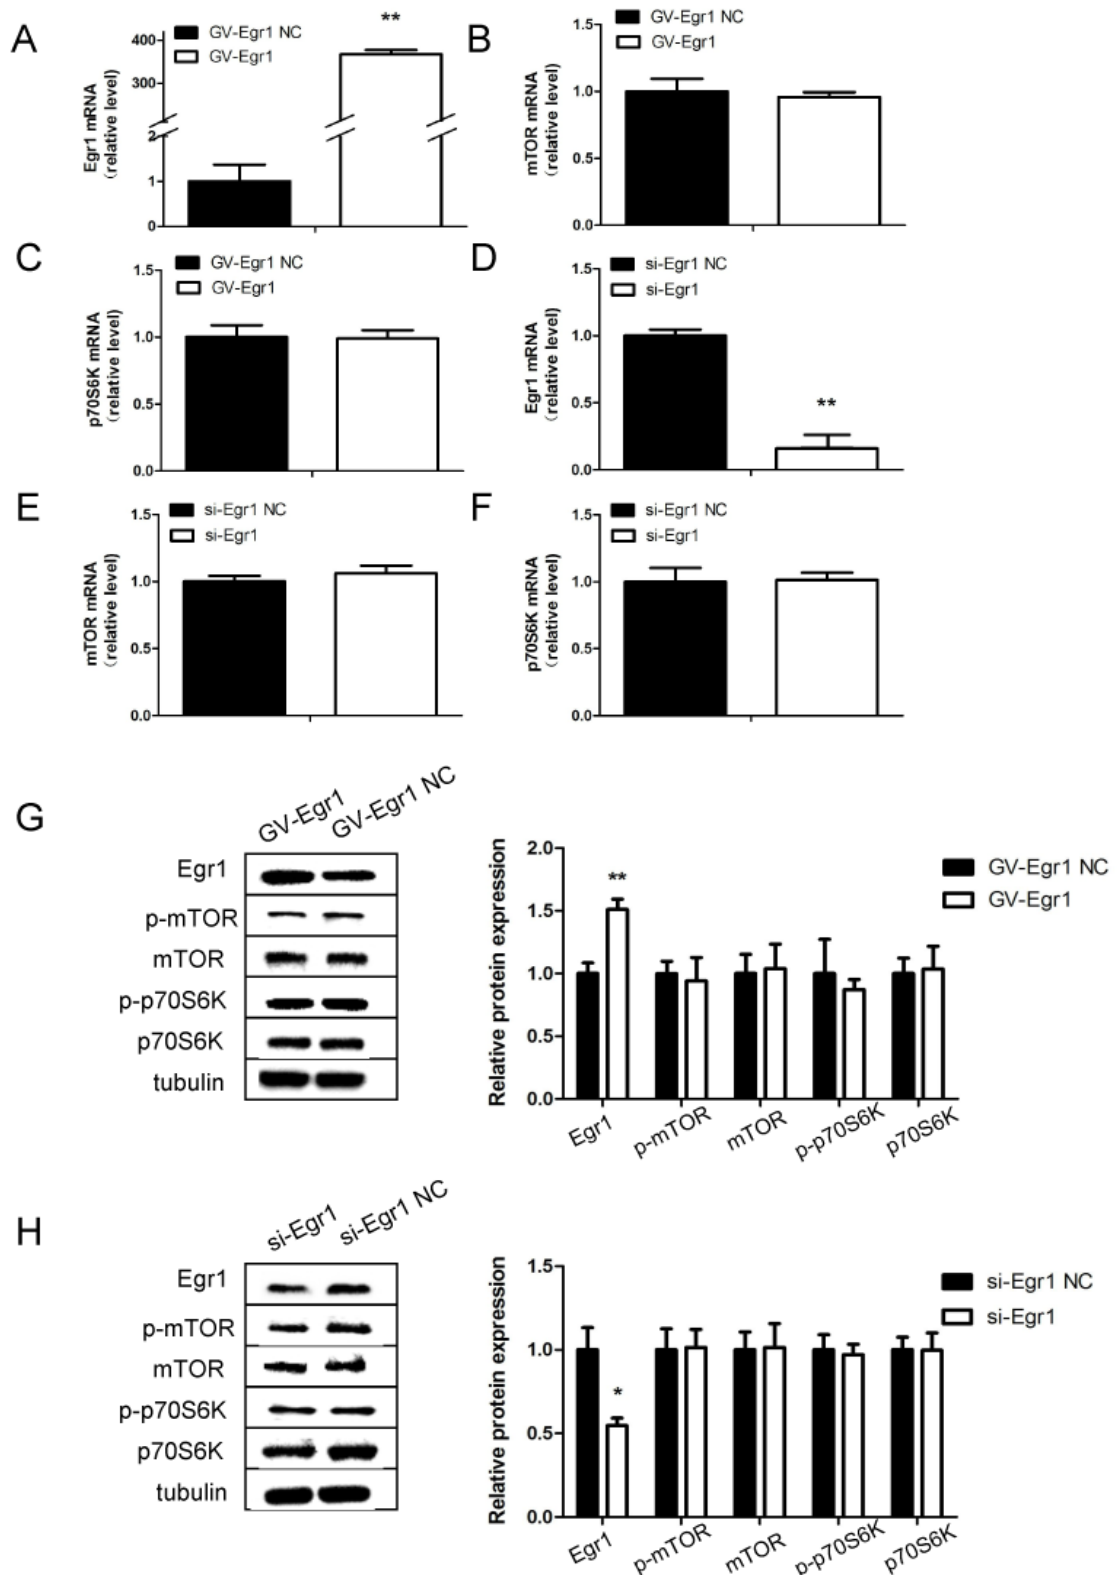 A
Egr1 mRNA
(relative level)
400
300
2
1
0
GV-Egr1 NC
GV-Egr1
**
B
mTOR mRNA
(relative level)
1.5
1.0
0.5
0.0
GV-Egr1 NC
GV-Egr1
C
p70S6K mRNA
(relative level)
1.5
1.0
0.5
0.0
GV-Egr1 NC
GV-Egr1
D
Egr1 mRNA
(relative level)
1.5
1.0
0.5
0.0
si-Egr1 NC
si-Egr1
**
E
mTOR mRNA
(relative level)
1.5
1.0
0.5
0.0
si-Egr1 NC
si-Egr1
F
p70S6K mRNA
(relative level)
1.5
1.0
0.5
0.0
si-Egr1 NC
si-Egr1
G
GV-Egr1
GV-Egr1 NC
Egr1
p-mTOR
mTOR
p-p70S6K
p70S6K
tubulin
Relative protein expression
2.0
1.5
1.0
0.5
0.0
**
Egr1
p-mTOR
mTOR
p-p70S6K
p70S6K
GV-Egr1 NC
GV-Egr1
H
si-Egr1
si-Egr1 NC
Egr1
p-mTOR
mTOR
p-p70S6K
p70S6K
tubulin
Relative protein expression
1.5
1.0
0.5
0.0
*
Egr1
p-mTOR
mTOR
p-p70S6K
p70S6K
si-Egr1 NC
si-Egr1